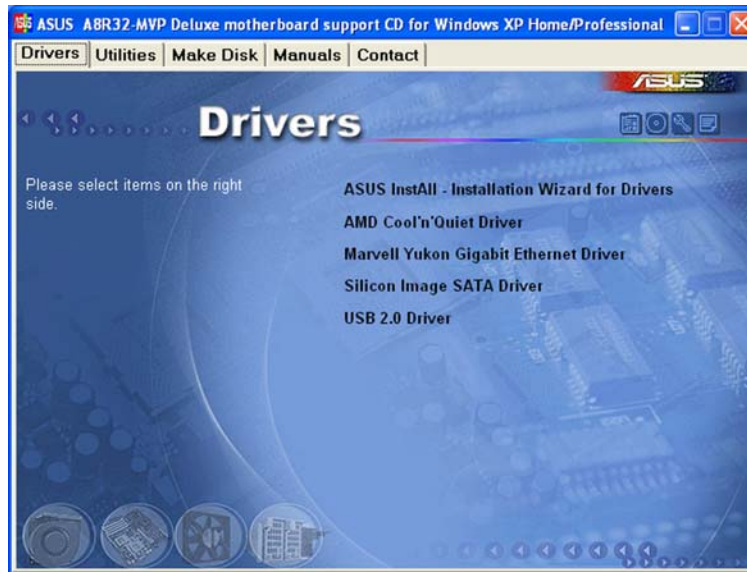 ASUS A8R32-MVP Deluxe motherboard support CD for Windows XP Home/Professional
Drivers Utilities Make Disk Manuals Contact
ASUS
Drivers
Please select items on the right
side.
ASUS InstAll - Installation Wizard for Drivers
AMD Cool'n'Quiet Driver
Marvell Yukon Gigabit Ethernet Driver
Silicon Image SATA Driver
USB 2.0 Driver